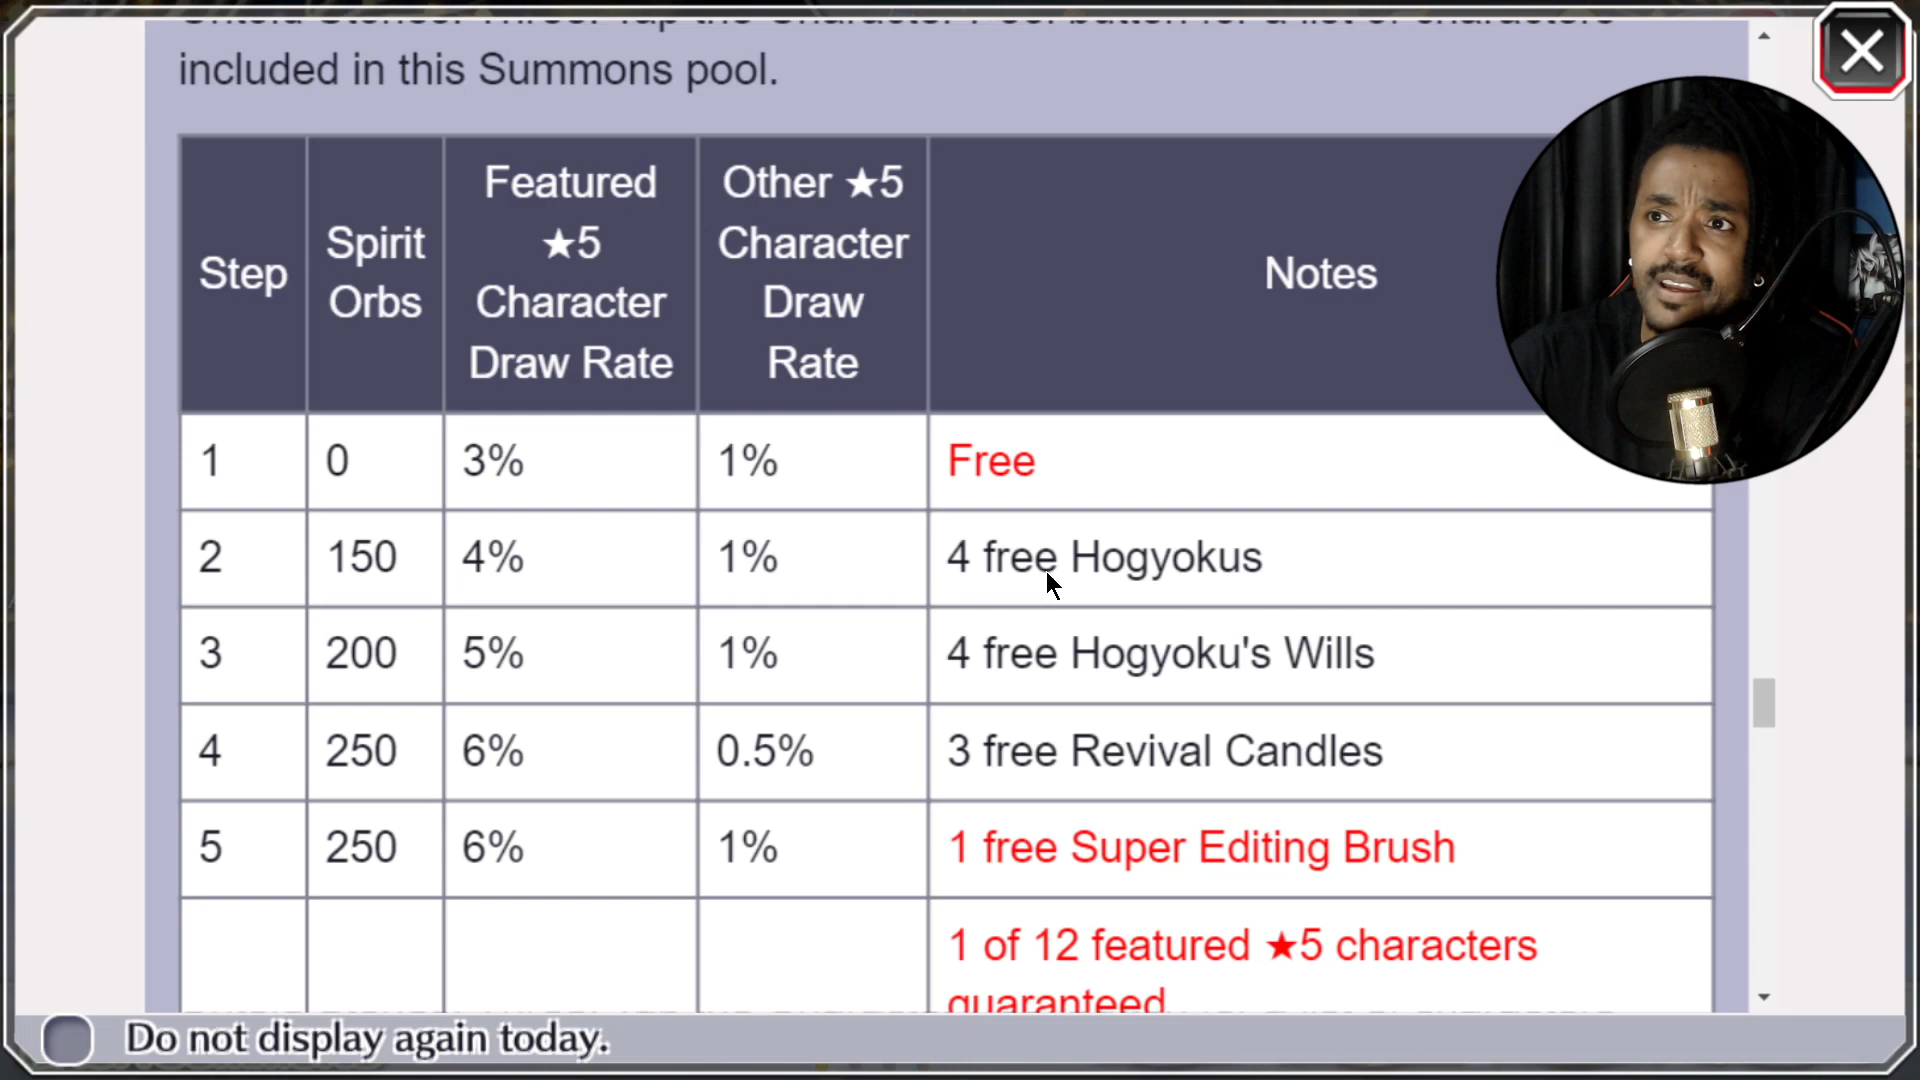 included in this Summons pool.
Step
Spirit
Orbs
Featured
★5
Character
Draw Rate
Other ★5
Character
Draw
Rate
Notes
1 0 3% 1% Free
2 150 4% 1% 4 free Hogyokus
3 200 5% 1% 4 free Hogyoku's Wills
4 250 6% 0.5% 3 free Revival Candles
5 250 6% 1% 1 free Super Editing Brush
1 of 12 featured ★5 characters
guaranteed
Do not display again today.